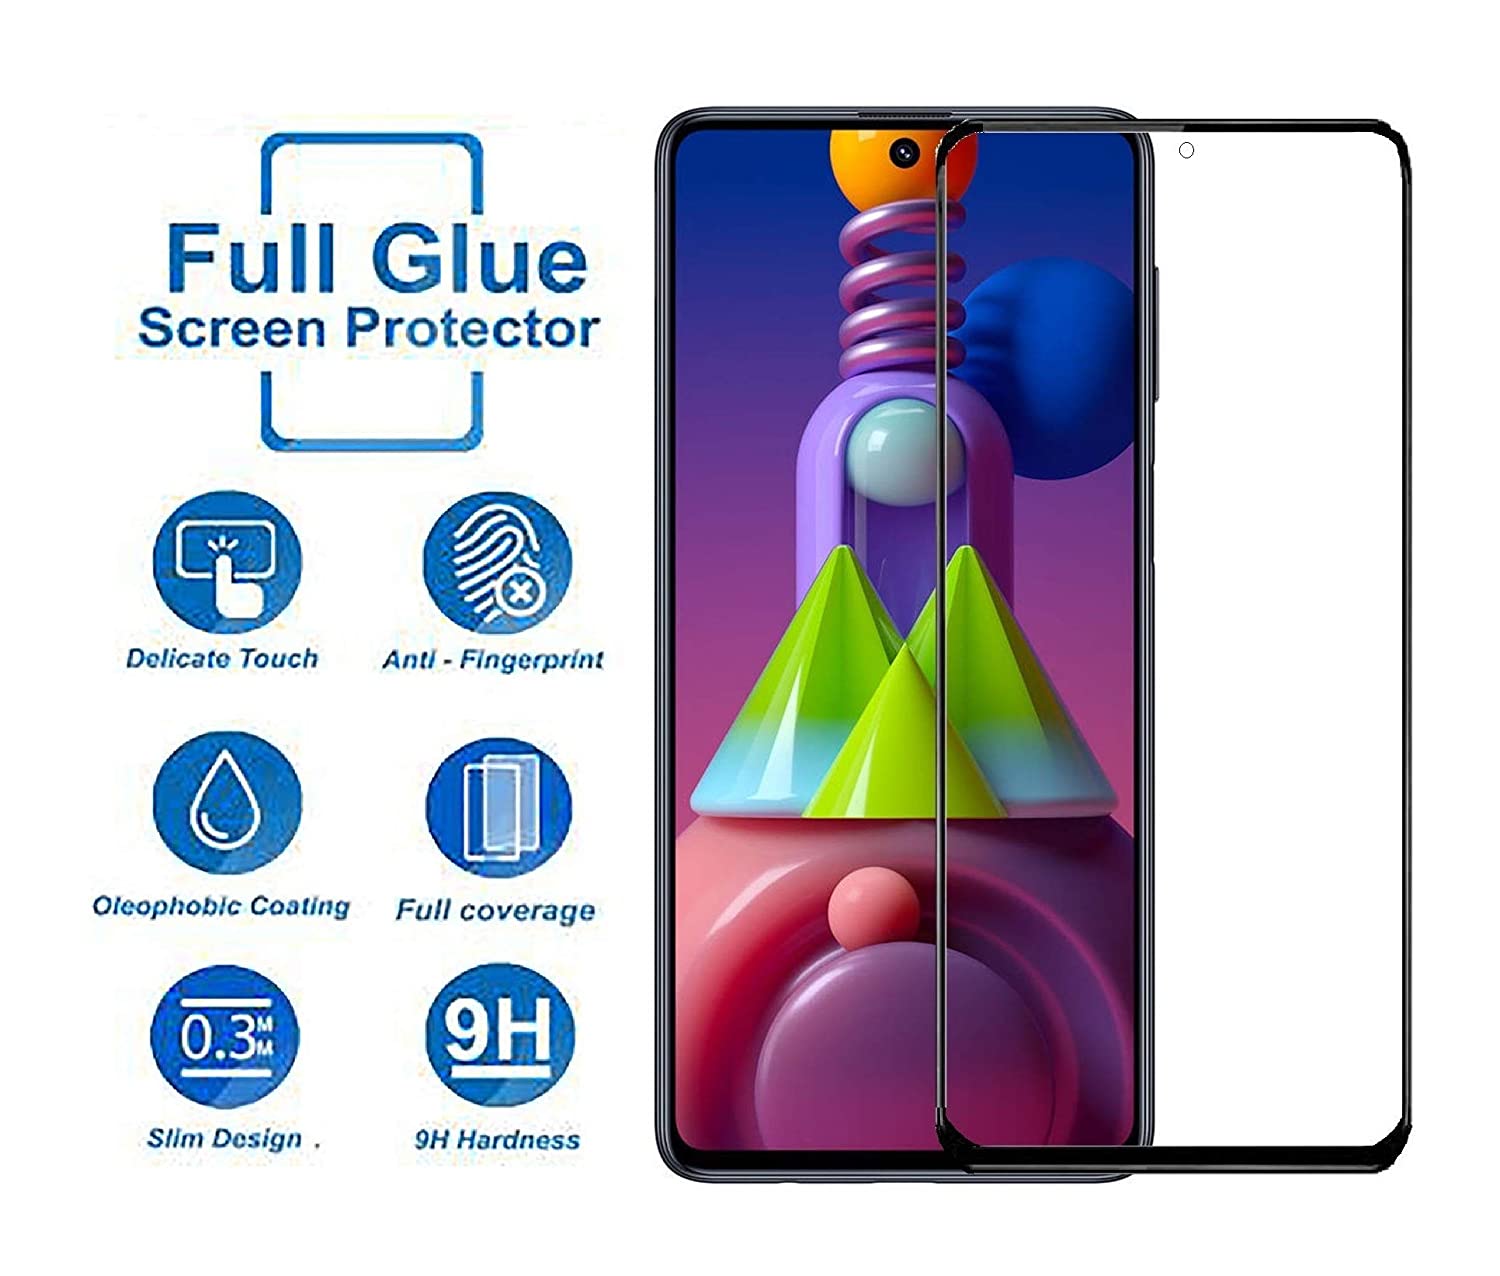 Full Glue
Screen Protector
Delicate Touch
Anti - Fingerprint
Oleophobic Coating
Full coverage
0.3MM
Slim Design .
9H
9H Hardness